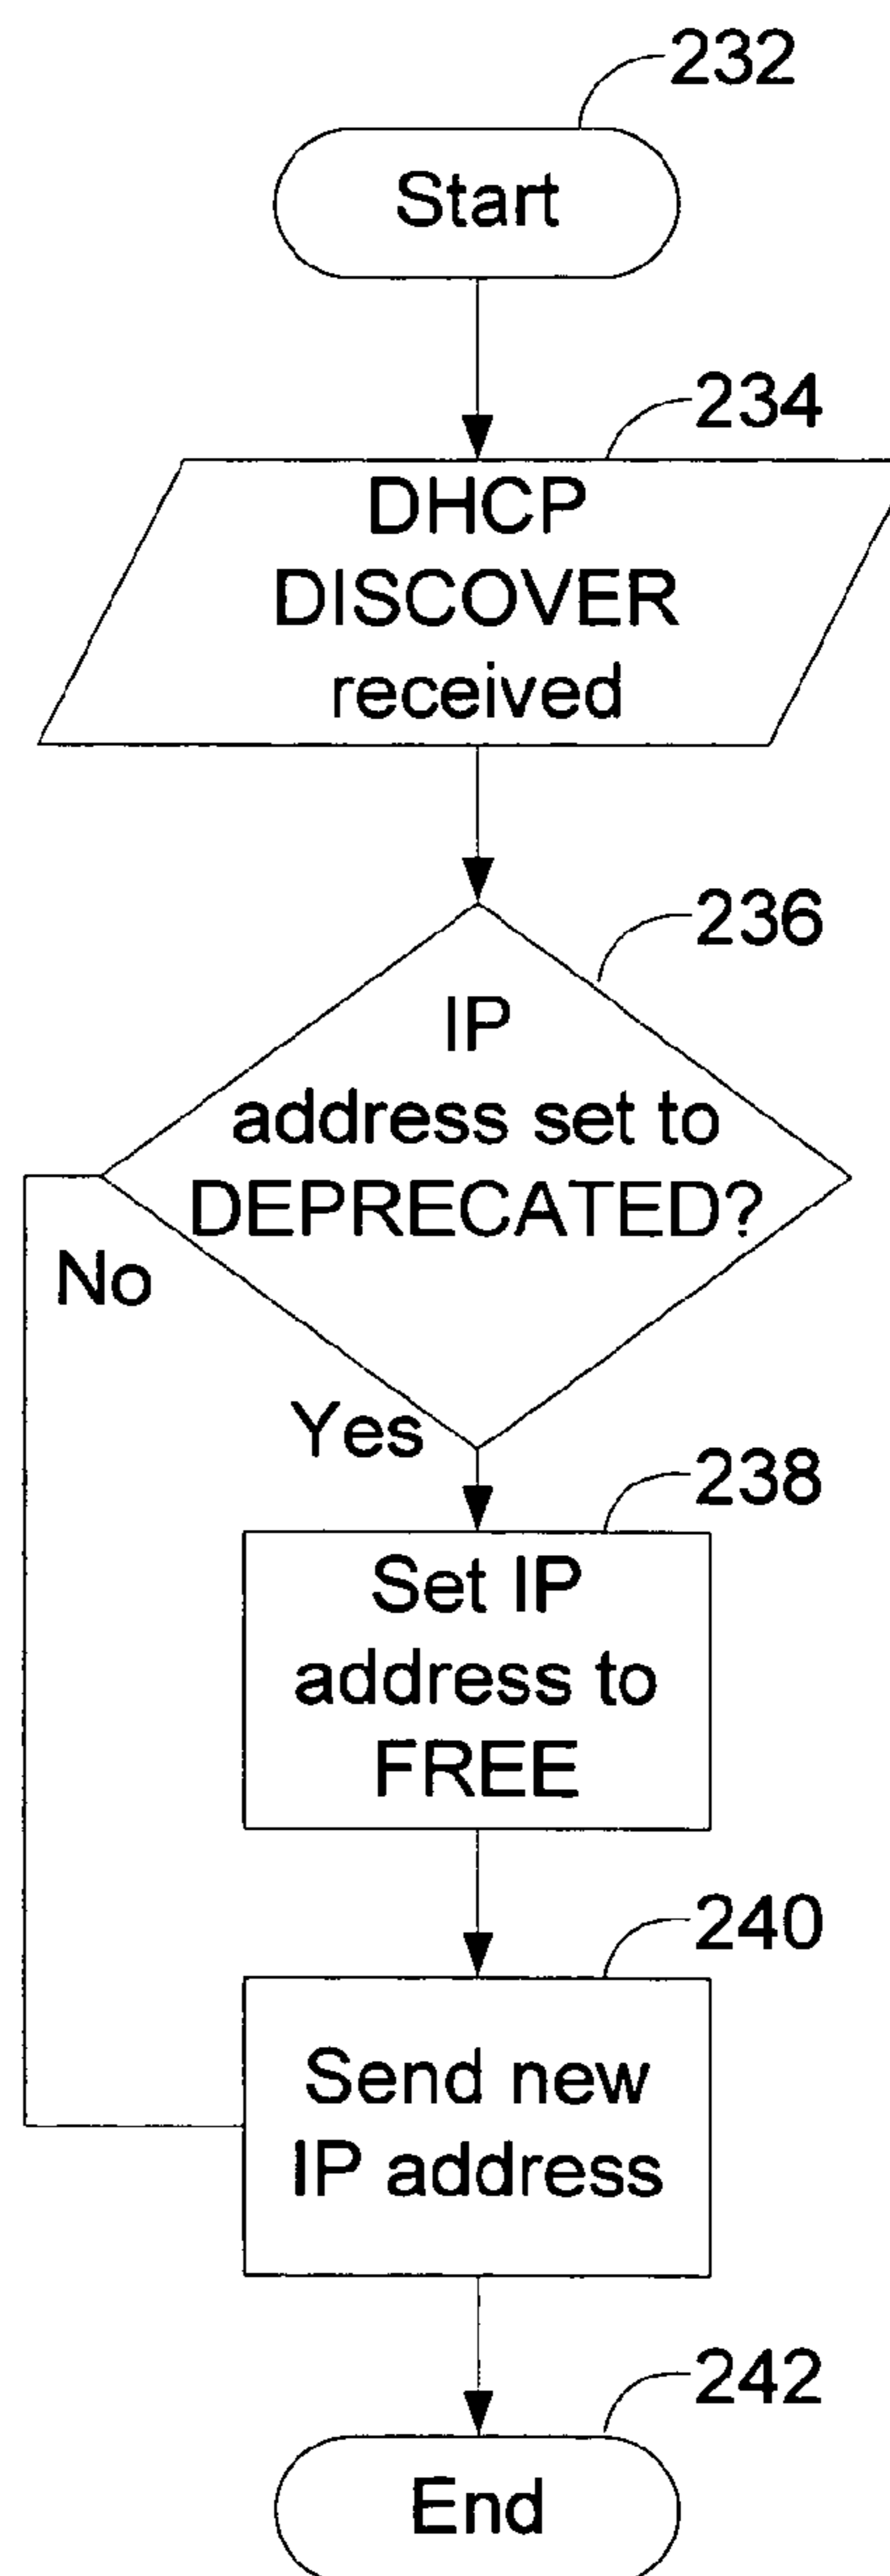 232
Start
234
DHCP
DISCOVER
received
236
IP
address set to
DEPRECATED?
No
Yes
238
Set IP
address to
FREE
240
Send new
IP address
242
End